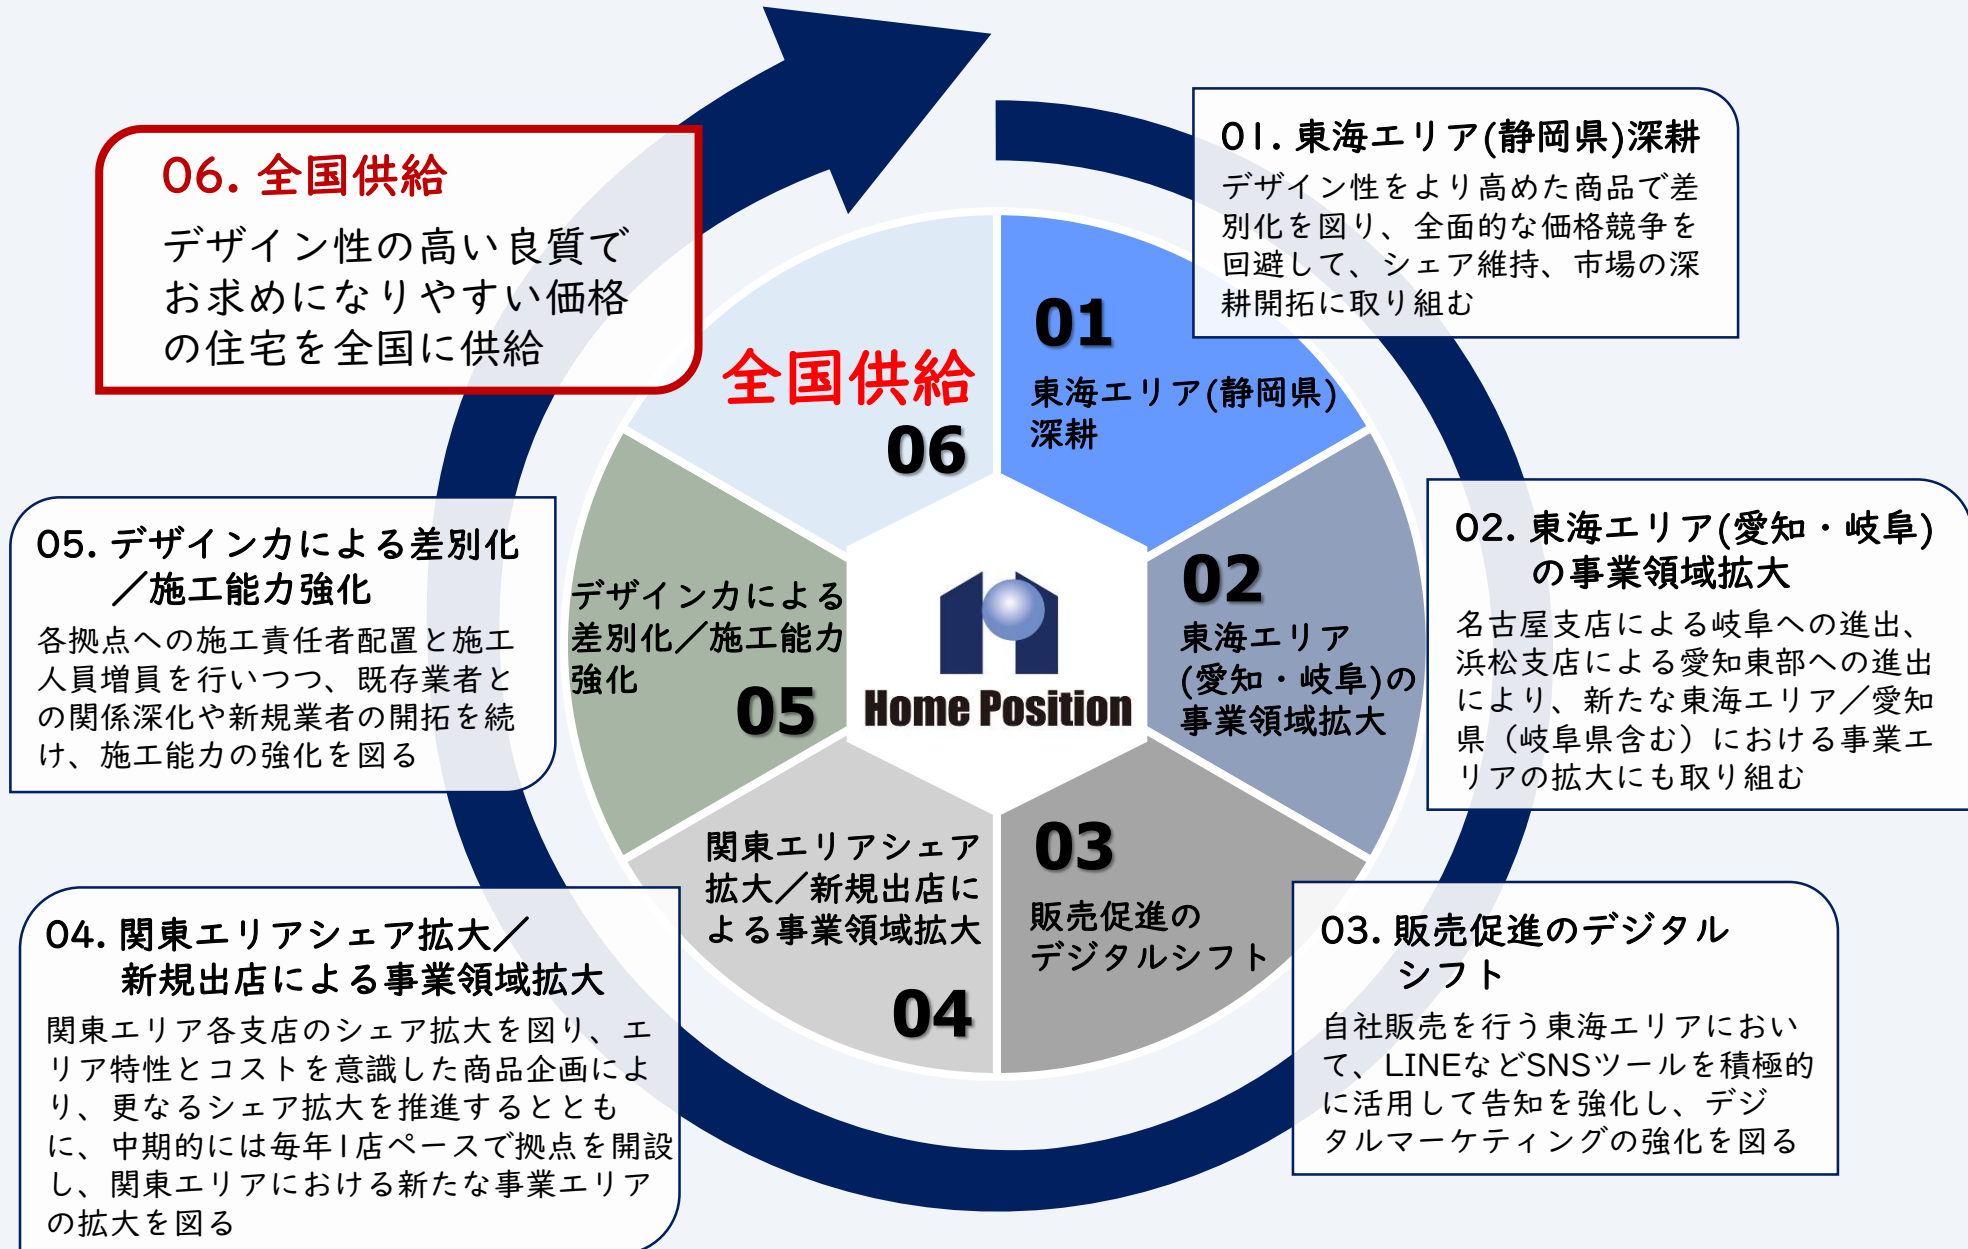 01. 東海エリア(静岡県)深耕
デザイン性をより高めた商品で差
別化を図り、全面的な価格競争を
回避して、シェア維持、市場の深
耕開拓に取り組む
02. 東海エリア(愛知・岐阜)
の事業領域拡大
名古屋支店による岐阜への進出、
浜松支店による愛知東部への進出
により、新たな東海エリア／愛知
県（岐阜県含む）における事業エ
リアの拡大にも取り組む
03. 販売促進のデジタル
シフト
自社販売を行う東海エリアにおい
て、LINEなどSNSツールを積極的
に活用して告知を強化し、デジ
タルマーケティングの強化を図る
04. 関東エリアシェア拡大／
新規出店による事業領域拡大
関東エリア各支店のシェア拡大を図り、エ
リア特性とコストを意識した商品企画によ
り、更なるシェア拡大を推進するととも
に、中期的には毎年1店ペースで拠点を開設
し、関東エリアにおける新たな事業エリア
の拡大を図る
05. デザイン力による差別化
／施工能力強化
各拠点への施工責任者配置と施工
人員増員を行いつつ、既存業者と
の関係深化や新規業者の開拓を続
け、施工能力の強化を図る
06. 全国供給
デザイン性の高い良質で
お求めになりやすい価格
の住宅を全国に供給
01
東海エリア(静岡県)
深耕
02
東海エリア
(愛知・岐阜)の
事業領域拡大
03
販売促進の
デジタルシフト
関東エリアシェア
拡大／新規出店に
よる事業領域拡大
04
デザイン力による
差別化／施工能力
強化
05
全国供給
06
Home Position